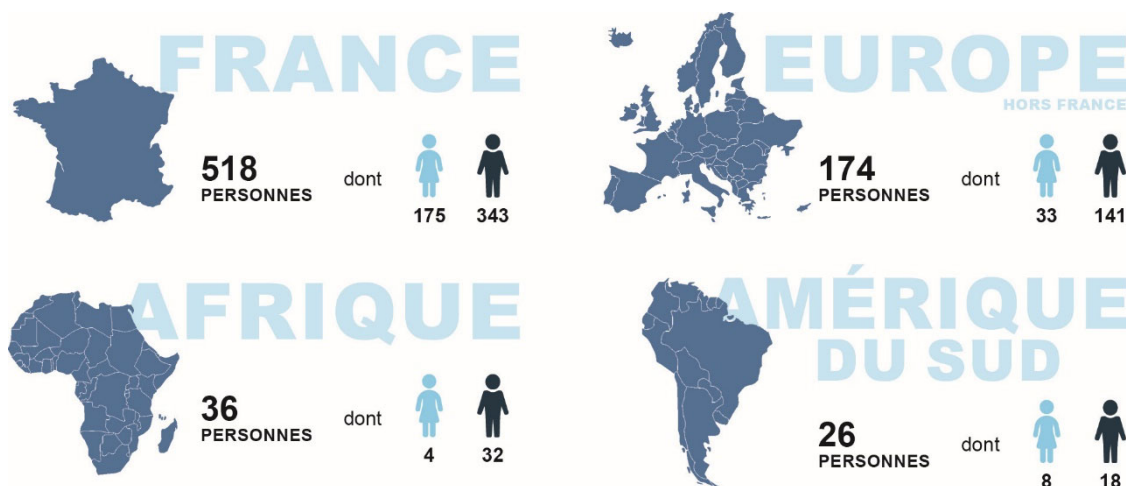 FRANCE
518
PERSONNES
dont
175 343
EUROPE
HORS FRANCE
174
PERSONNES
dont
33 141
AFRIQUE
36
PERSONNES
dont
4 32
AMÉRIQUE
DU SUD
26
PERSONNES
dont
8 18